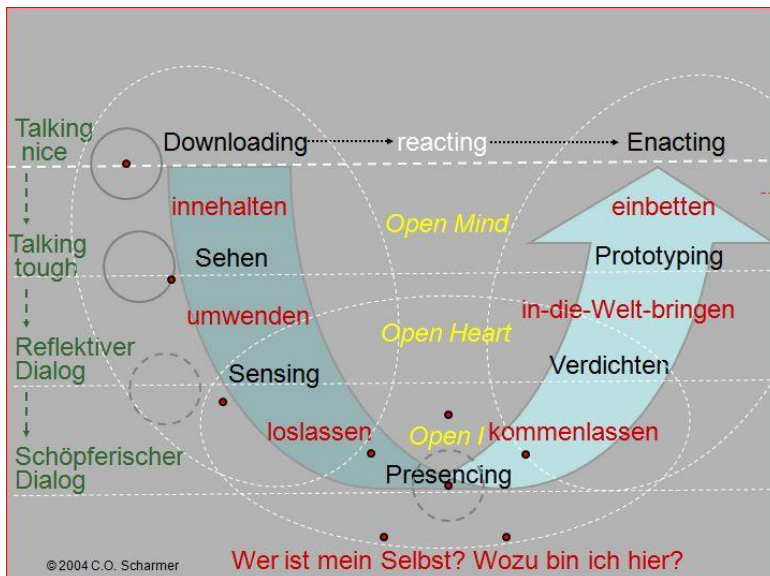 Talking
nice
Downloading
reacting
Enacting
innehalten
Open Mind
einbetten
Talking
tough
Sehen
Prototyping
umwenden
Open Heart
in-die-Welt-bringen
Reflektiver
Dialog
Sensing
Verdichten
loslassen
Open I
kommenlassen
Schöpferischer
Dialog
Presencing
© 2004 C.O. Scharmer
Wer ist mein Selbst? Wozu bin ich hier?